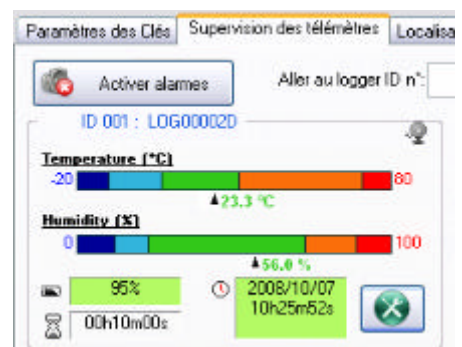 Paramètres des Clés Supervision des télémètres Localisa
Activer alarmes Aller au logger ID n°:
ID 001 : LOG00002D
Temperature (°C)
-20 80
23.3 °C
Humidity (%)
0 100
56.0 %
95% 2008/10/07
10h25m52s
00h10m00s